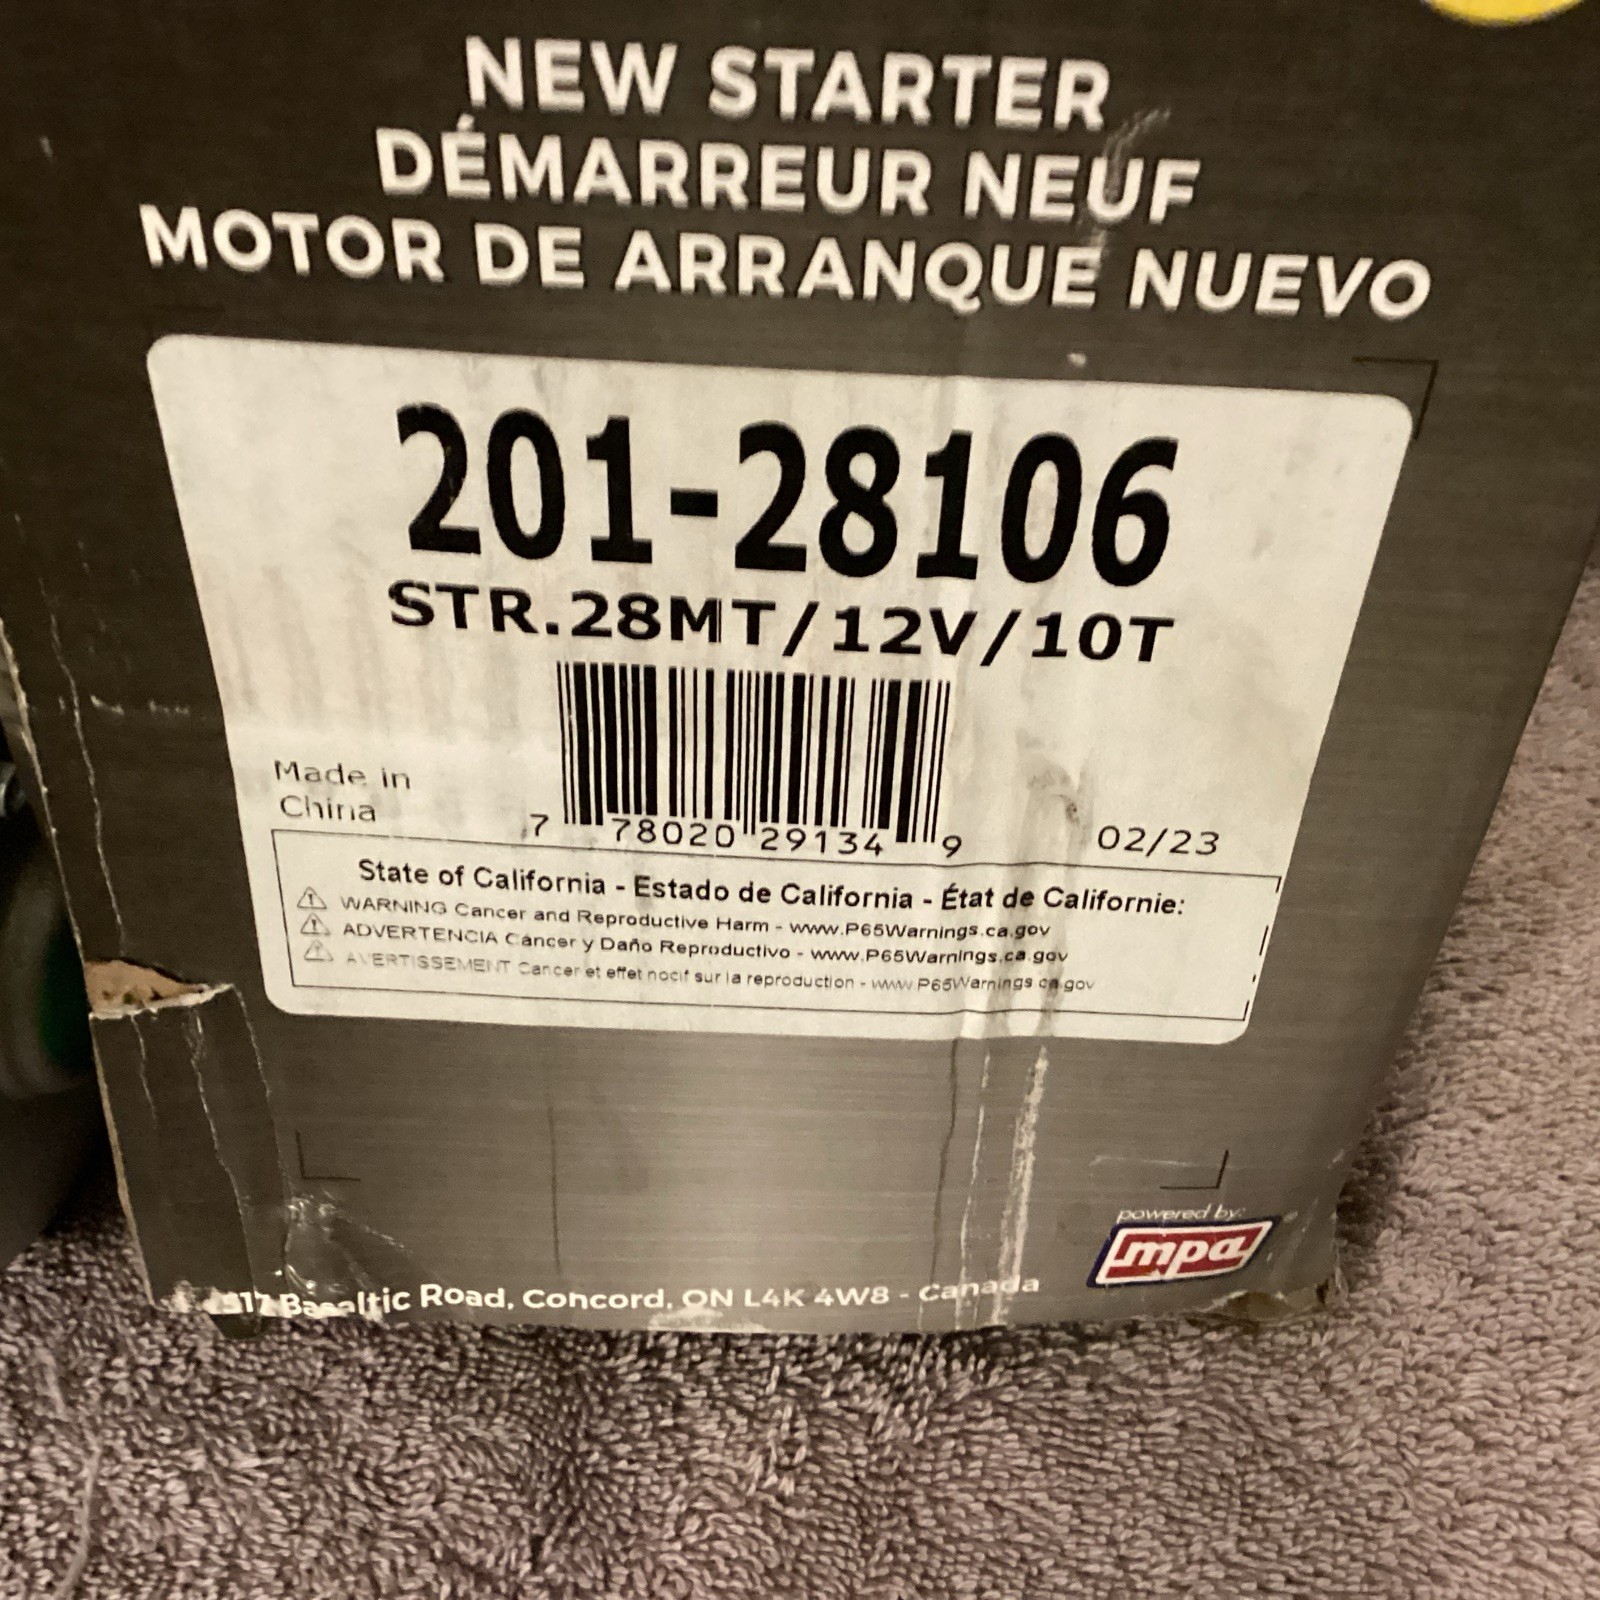 NEW STARTER
DÉMARREUR NEUF
MOTOR DE ARRANQUE NUEVO
201-28106
STR.28MT/12V/10T
Made in
China
7 78020 29134 9
02/23
State of California - Estado de California - État de Californie:
WARNING Cancer and Reproductive Harm - www.P65Warnings.ca.gov
ADVERTENCIA Cáncer y Daño Reproductivo - www.P65Warnings.ca.gov
AVERTISSEMENT Cancer et effet nocif sur la reproduction - www.P65Warnings.ca.gov
powered by:
mpa
Basaltic Road, Concord, ON L4K 4W8 - Canada